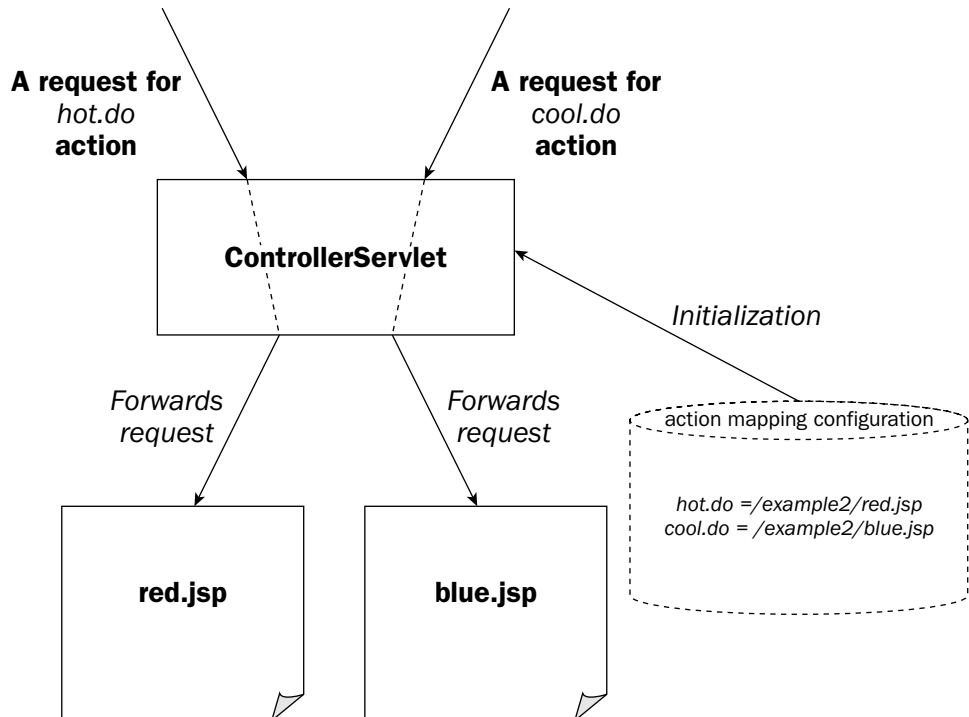 A request for
hot.do
action
A request for
cool.do
action
ControllerServlet
Initialization
Forwards
request
Forwards
request
action mapping configuration
hot.do =/example2/red.jsp
cool.do = /example2/blue.jsp
red.jsp
blue.jsp